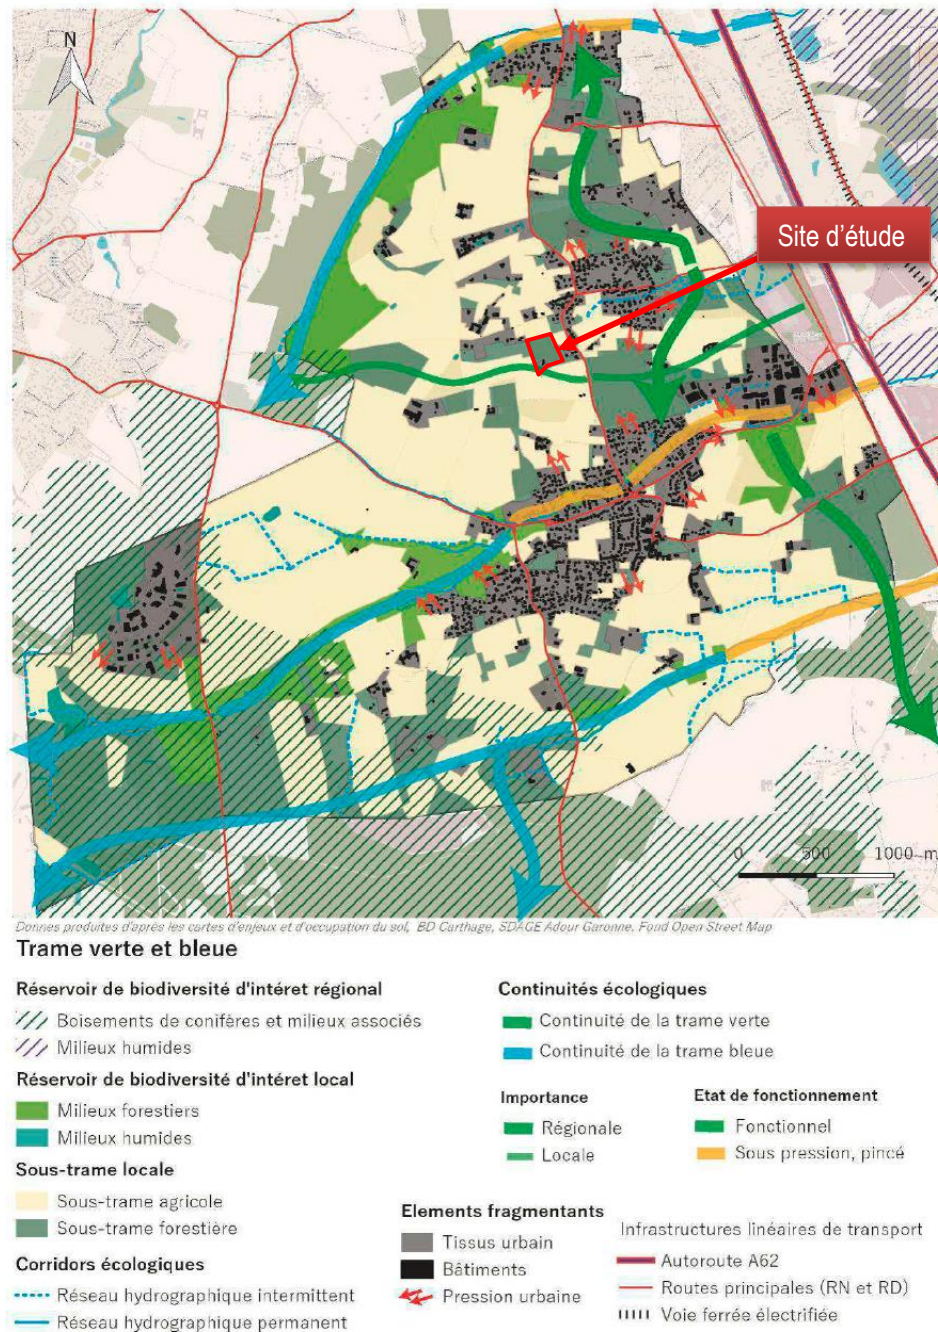 N
Site d'étude
0 500 1000 m
Donnes produites d'après les cartes d'enjeux et d'occupation du sol, BD Carthage, SDAGE Adour Garonne. Fond Open Street Map
Trame verte et bleue
Réservoir de biodiversité d'intéret régional
Boisements de conifères et milieux associés
Milieux humides
Réservoir de biodiversité d'intéret local
Milieux forestiers
Milieux humides
Sous-trame locale
Sous-trame agricole
Sous-trame forestière
Corridors écologiques
Réseau hydrographique intermittent
Réseau hydrographique permanent
Continuités écologiques
Continuité de la trame verte
Continuité de la trame bleue
Importance
Régionale
Locale
Etat de fonctionnement
Fonctionnel
Sous pression, pincé
Elements fragmentants
Tissus urbain
Bâtiments
Pression urbaine
Infrastructures linéaires de transport
Autoroute A62
Routes principales (RN et RD)
Voie ferrée électrifiée